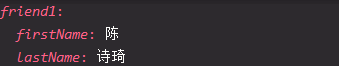 friend1:
firstName: 陈
lastName: 诗琦